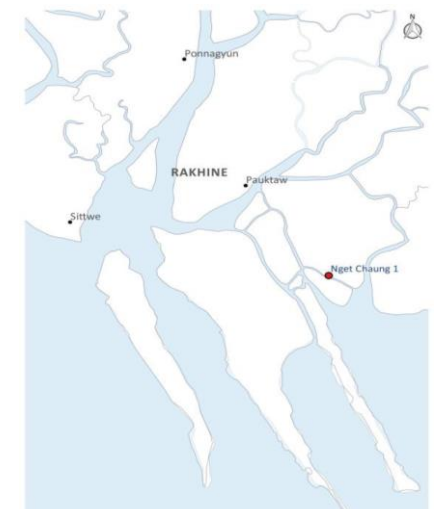 N
Ponnagyun
RAKHINE
Pauktaw
Sittwe
Nget Chaung 1